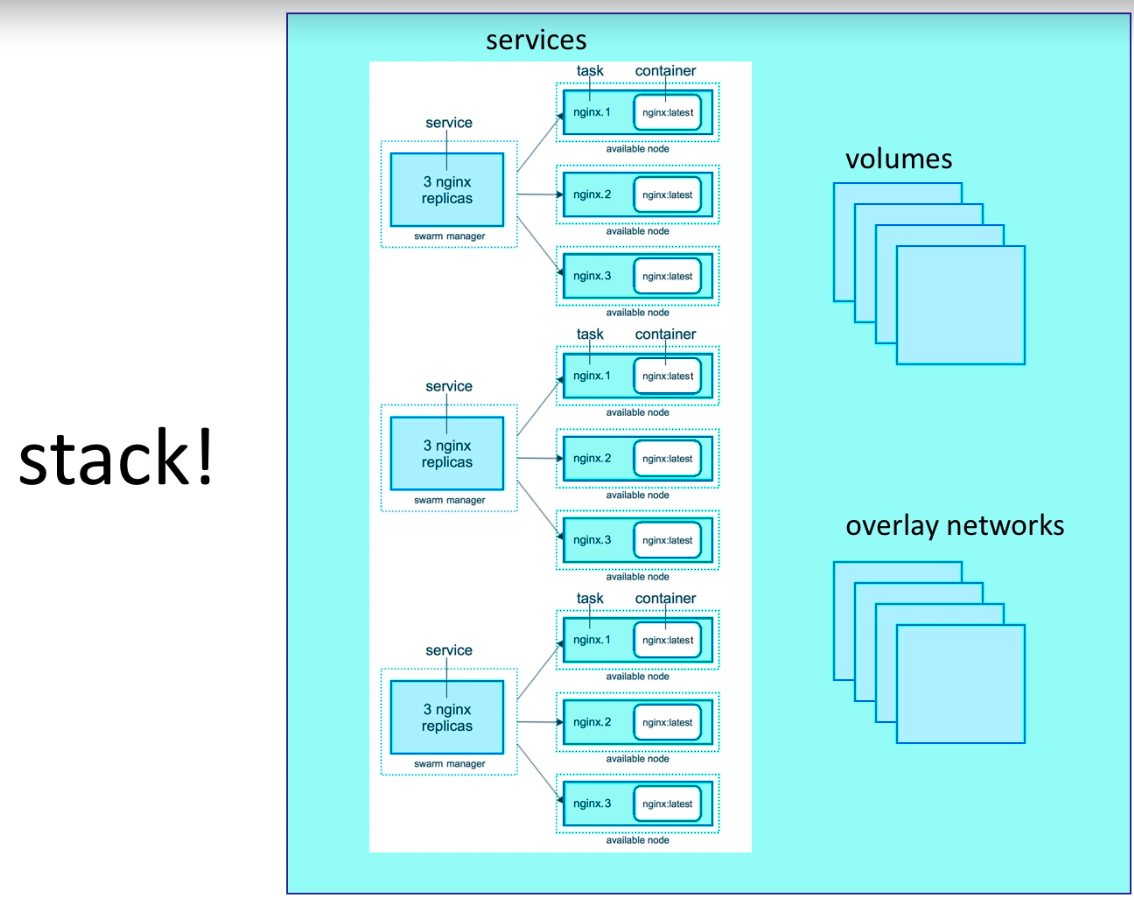 stack!
services
task container
nginx.1 nginx:latest
available node
service
3 nginx
replicas
swarm manager
nginx.2 nginx:latest
available node
nginx.3 nginx:latest
available node
task container
nginx.1 nginx:latest
available node
service
3 nginx
replicas
swarm manager
nginx.2 nginx:latest
available node
nginx.3 nginx:latest
available node
task container
nginx.1 nginx:latest
available node
service
3 nginx
replicas
swarm manager
nginx.2 nginx:latest
available node
nginx.3 nginx:latest
available node
volumes
overlay networks